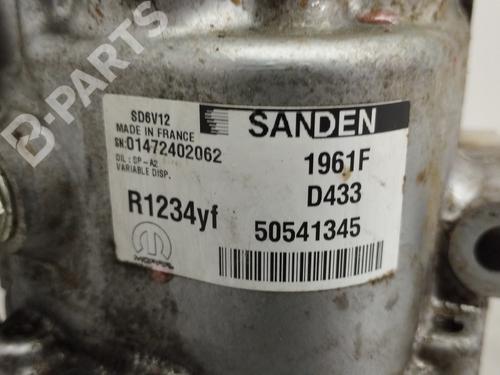 B-PARTS
SD6V12
MADE IN FRANCE
SN:01472402062
OIL : SP-A2
VARIABLE DISP.
R1234yf
MOPAR
SANDEN
1961F
D433
50541345